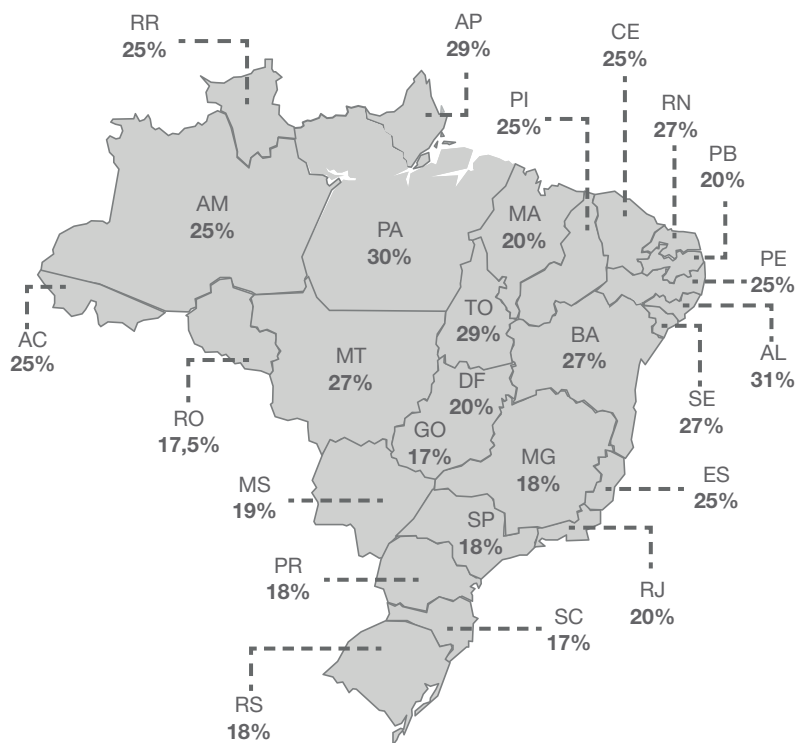 RR
25%
AP
29%
CE
25%
PI
25%
RN
27%
PB
20%
AM
25%
PA
30%
MA
20%
PE
25%
AC
25%
TO
29%
BA
27%
AL
31%
MT
27%
DF
20%
SE
27%
RO
17,5%
GO
17%
MG
18%
ES
25%
MS
19%
SP
18%
PR
18%
RJ
20%
SC
17%
RS
18%